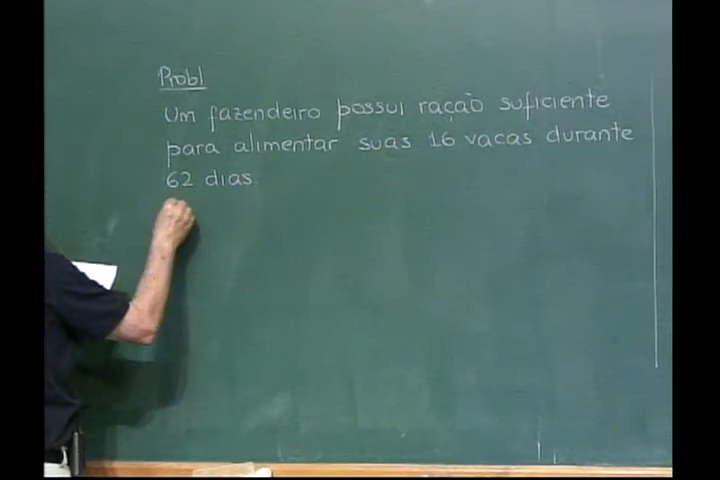 Probl
Um fazendeiro possui ração suficiente
para alimentar suas 16 vacas durante
62 dias.